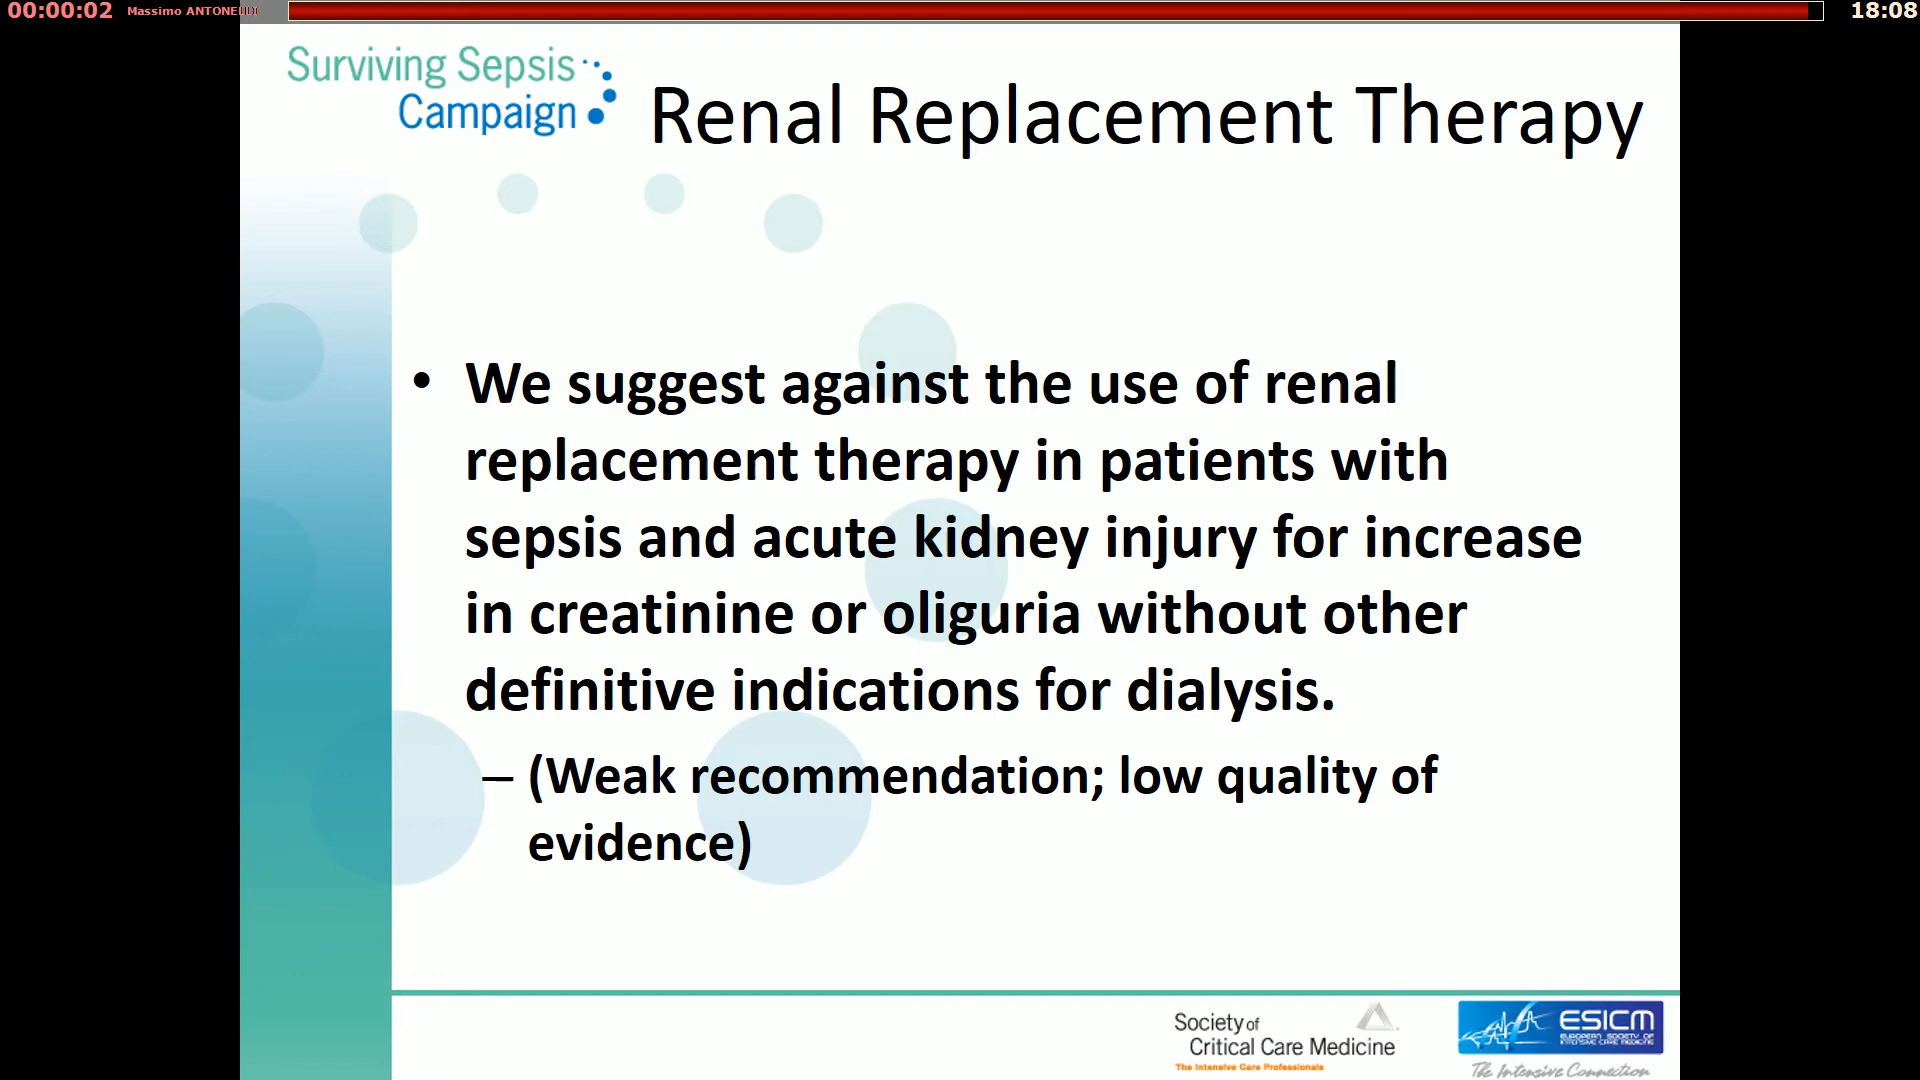 00:00:02 Massimo ANTONELLI 18:08
Surviving Sepsis
Campaign
Renal Replacement Therapy
• We suggest against the use of renal
replacement therapy in patients with
sepsis and acute kidney injury for increase
in creatinine or oliguria without other
definitive indications for dialysis.
– (Weak recommendation; low quality of
evidence)
Society of
Critical Care Medicine
The Intensive Care Professionals
ESICM
EUROPEAN SOCIETY OF
INTENSIVE CARE MEDICINE
The Intensive Connection